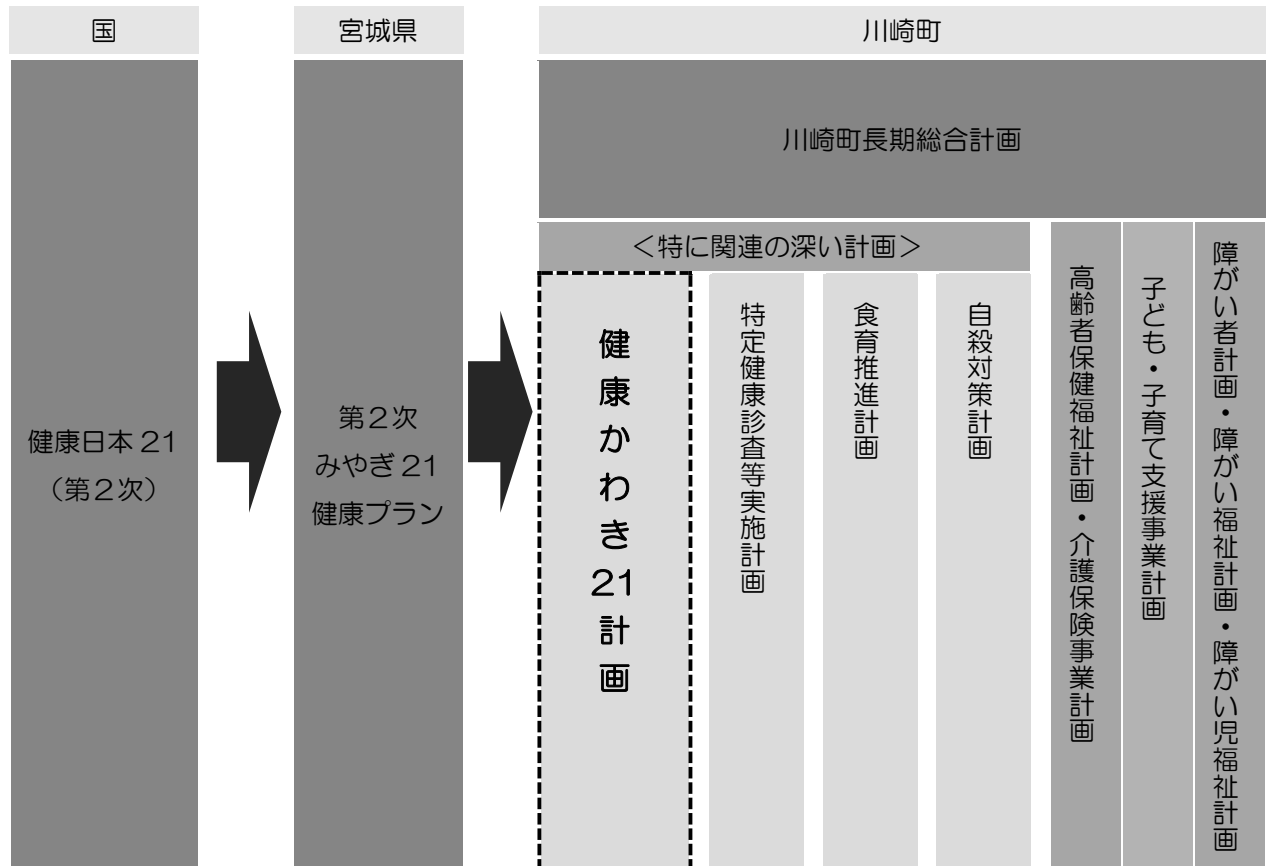 国
宮城県
川崎町
健康日本 21
（第２次）
第２次
みやぎ 21
健康プラン
川崎町長期総合計画
＜特に関連の深い計画＞
健康かわさき21計画
特定健康診査等実施計画
食育推進計画
自殺対策計画
高齢者保健福祉計画・介護保険事業計画
子ども・子育て支援事業計画
障がい者計画・障がい福祉計画・障がい児福祉計画